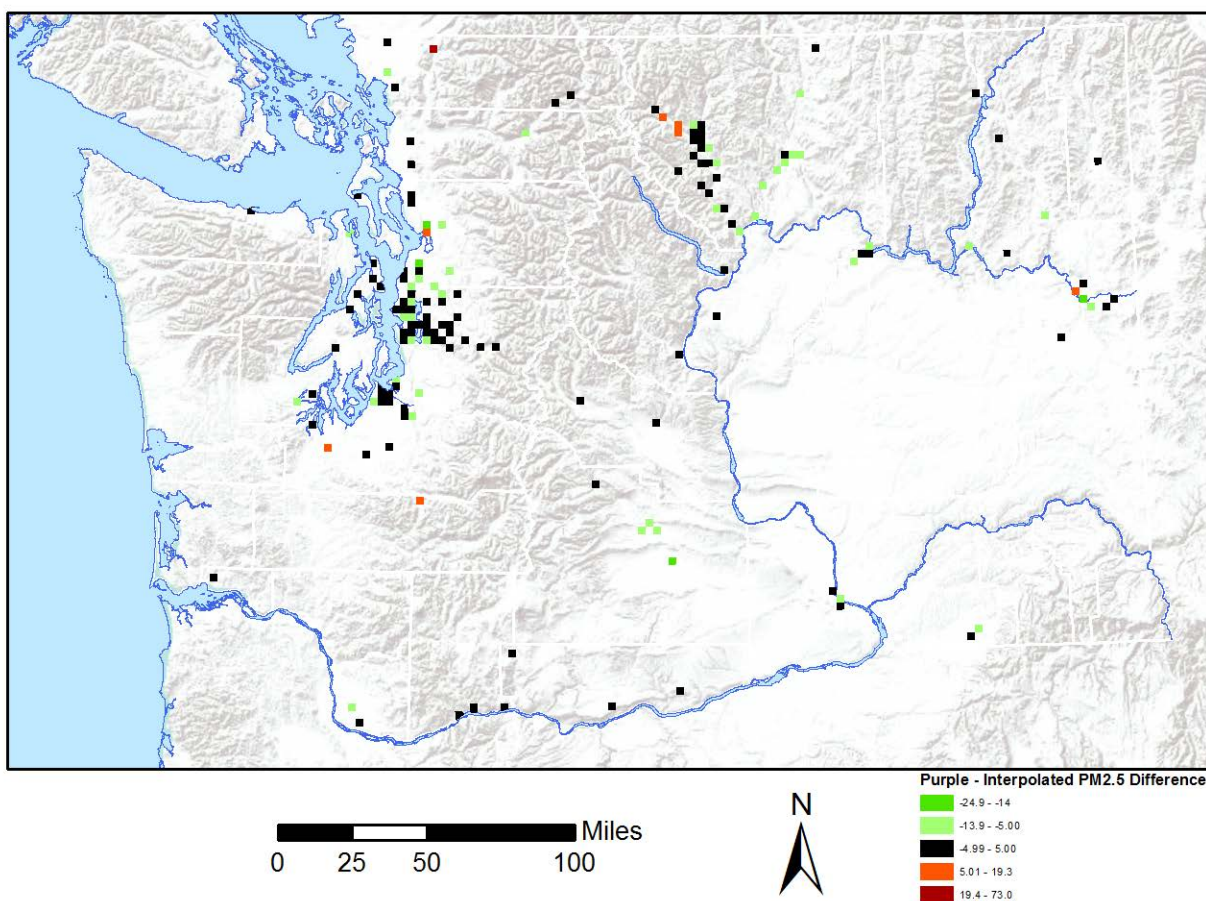 Purple - Interpolated PM2.5 Difference
-24.9 - -14
-13.9 - -5.00
-4.99 - 5.00
5.01 - 19.3
19.4 - 73.0
N
Miles
0 25 50 100